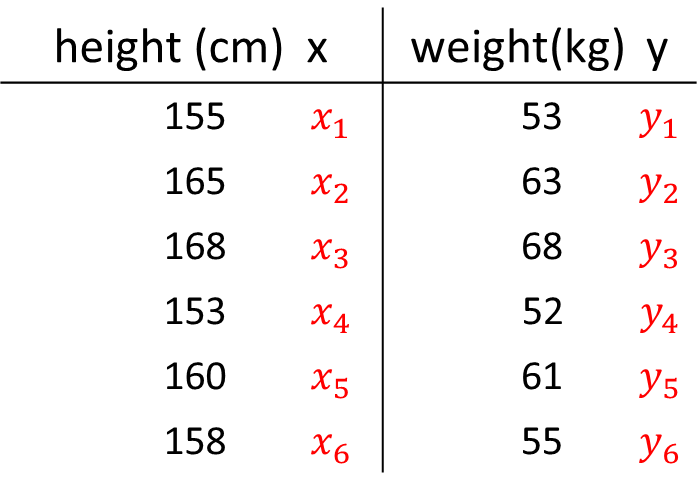 height (cm) x weight(kg) y
155 x₁ 53 y₁
165 x₂ 63 y₂
168 x₃ 68 y₃
153 x₄ 52 y₄
160 x₅ 61 y₅
158 x₆ 55 y₆